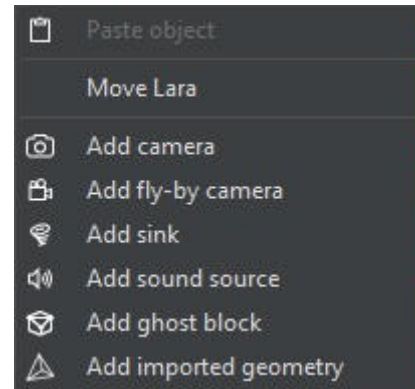 Paste object
Move Lara
Add camera
Add fly-by camera
Add sink
Add sound source
Add ghost block
Add imported geometry